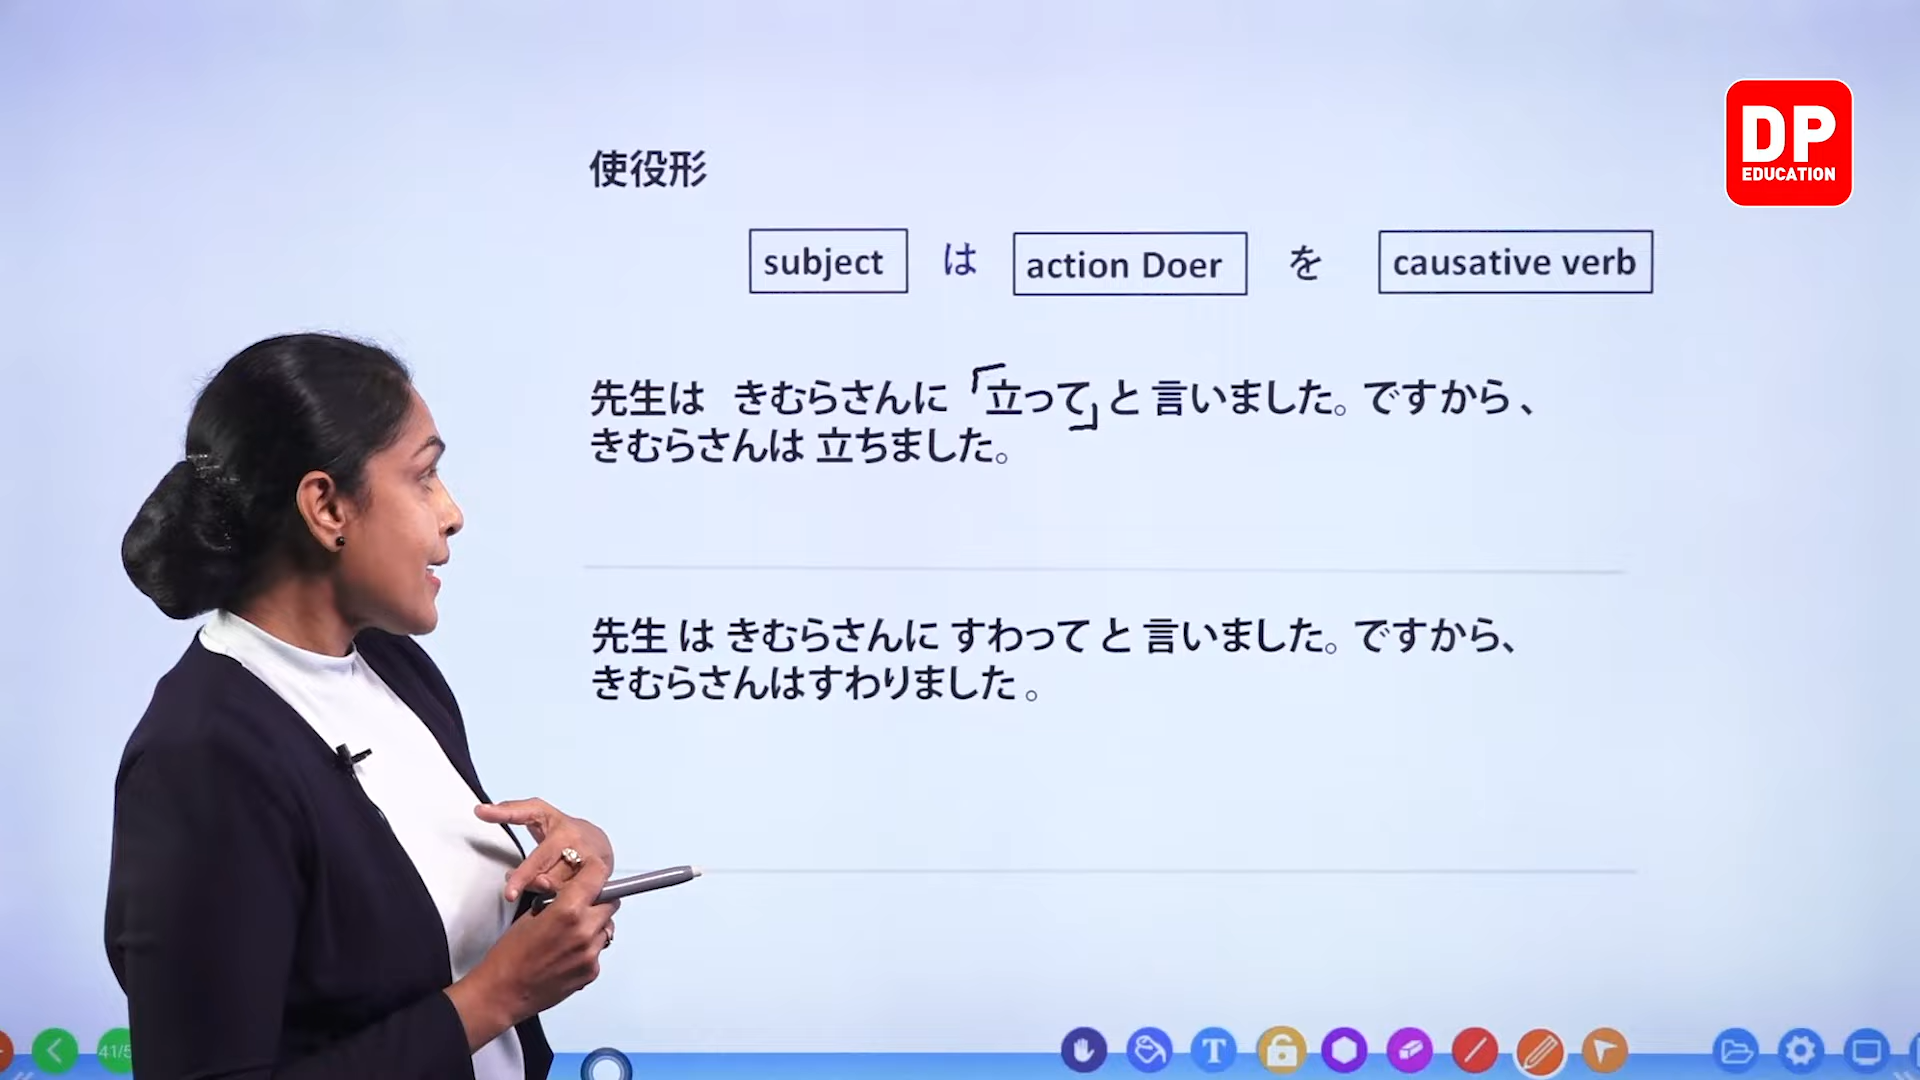 DP
EDUCATION
使役形
subject は action Doer を causative verb
先生は きむらさんに「立って」と 言いました。ですから、
きむらさんは 立ちました。
先生 は きむらさんに すわって と 言いました。ですから、
きむらさんはすわりました 。
41/5
T